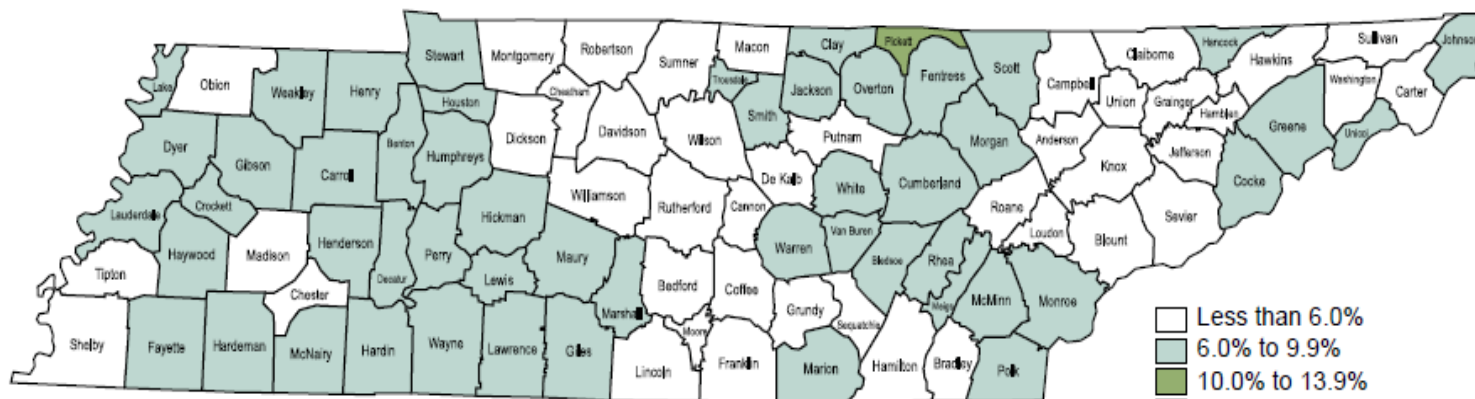 Stewart
Montgomery
Robertson
Sumner
Macon
Clay
Pickett
Scott
Claiborne
Hancock
Hawkins
Sullivan
Johnson
Lake
Obion
Weakley
Henry
Houston
Cheatham
Trousdale
Jackson
Overton
Fentress
Campbell
Union
Grainger
Hamblen
Washington
Carter
Dyer
Gibson
Carroll
Benton
Humphreys
Dickson
Davidson
Wilson
Smith
Putnam
Morgan
Anderson
Knox
Jefferson
Greene
Unicoi
Lauderdale
Crockett
Haywood
Madison
Henderson
Decatur
Perry
Hickman
Williamson
Rutherford
Cannon
De Kalb
White
Cumberland
Roane
Loudon
Blount
Sevier
Cocke
Tipton
Chester
Lewis
Maury
Marshall
Bedford
Coffee
Warren
Van Buren
Bledsoe
Rhea
Meigs
McMinn
Monroe
Shelby
Fayette
Hardeman
McNairy
Hardin
Wayne
Lawrence
Giles
Lincoln
Moore
Franklin
Grundy
Sequatchie
Marion
Hamilton
Bradley
Polk
Less than 6.0%
6.0% to 9.9%
10.0% to 13.9%